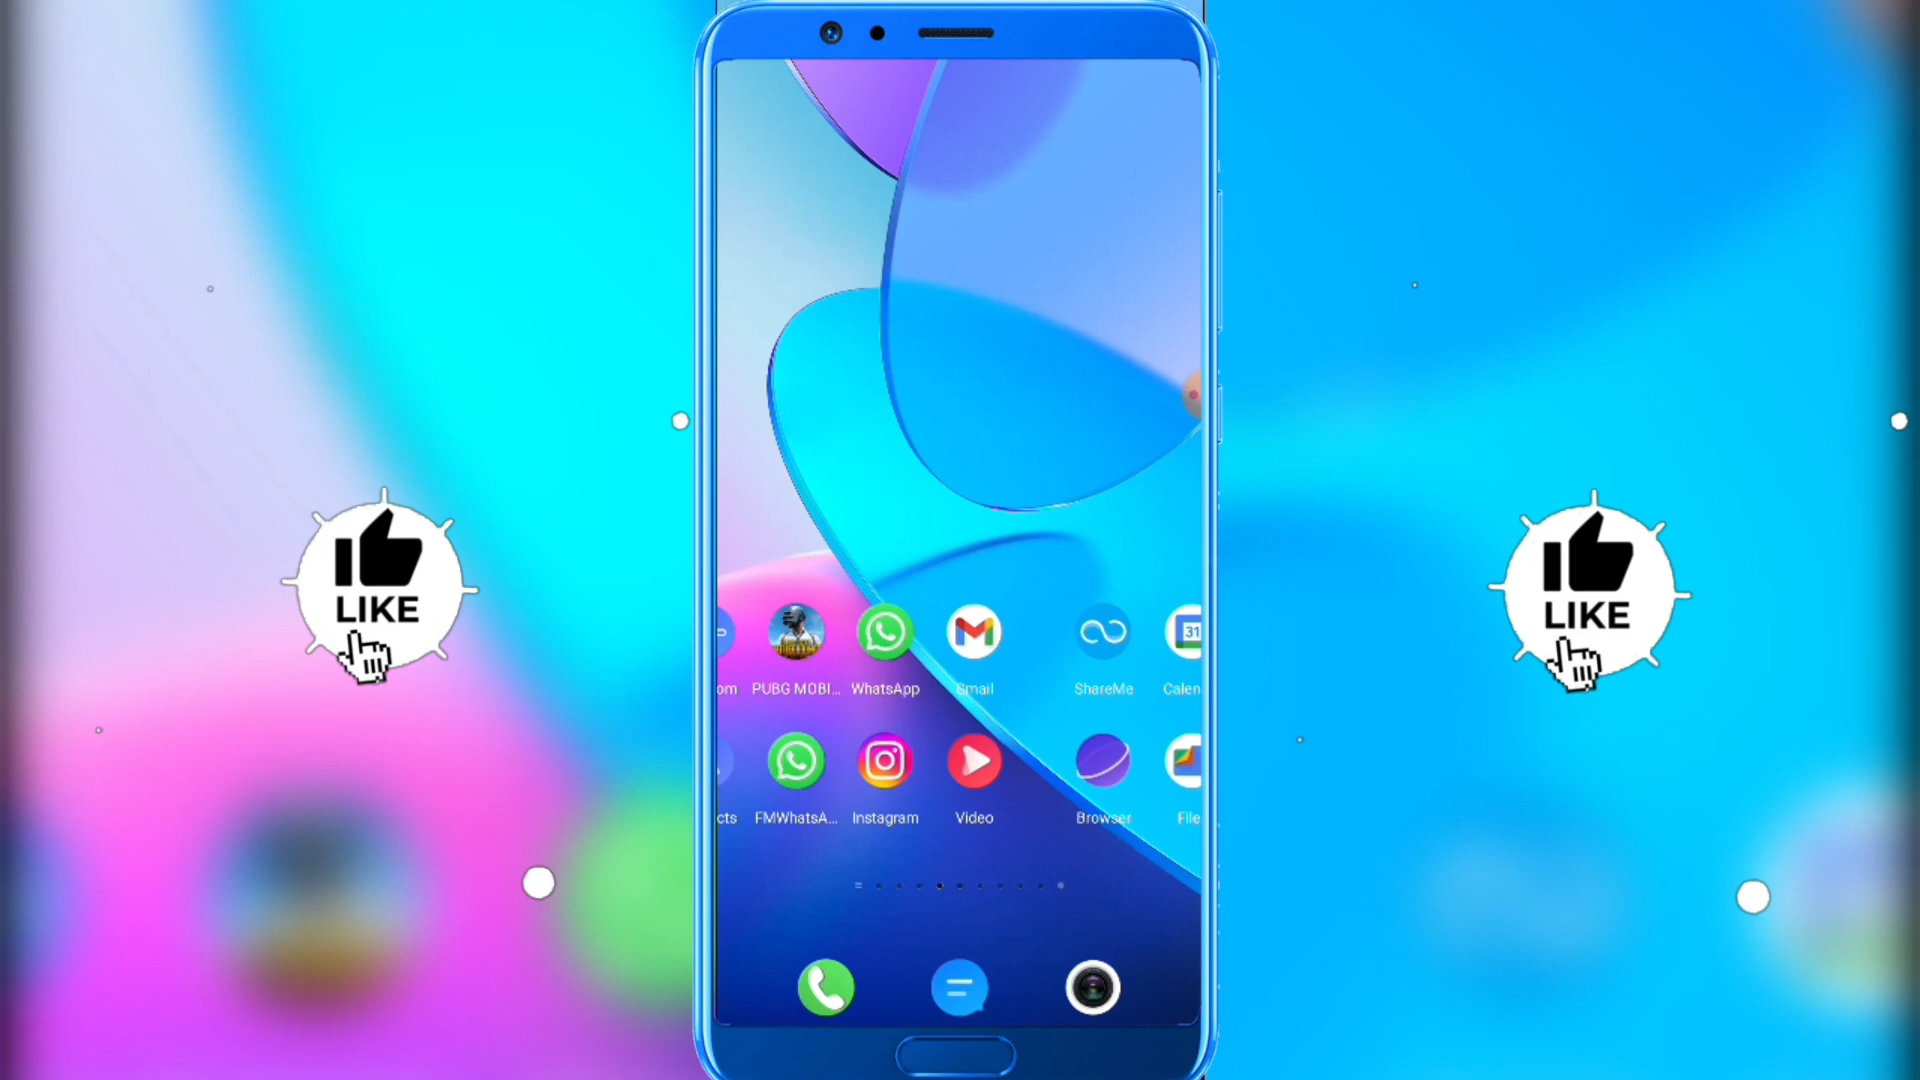 LIKE
LIKE
31
om PUBG MOBI... WhatsApp Gmail ShareMe Calen
cts FMWhatsA... Instagram Video Browser File